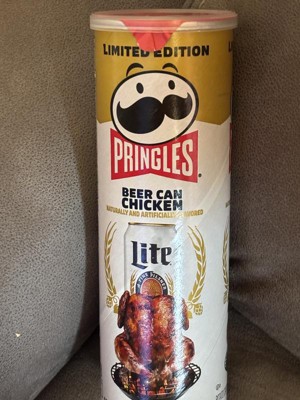 LIMITED EDITION
PRINGLES
BEER CAN
CHICKEN
NATURALLY AND ARTIFICIALLY FLAVORED
Lite